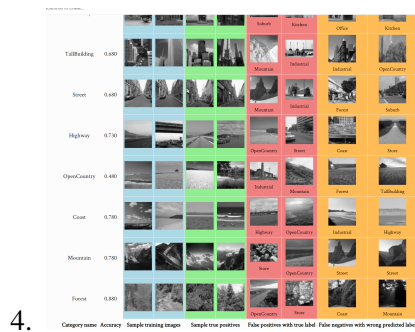 Suburb Kitchen Office Kitchen
TallBuilding 0.680
Mountain Industrial Industrial OpenCountry
Street 0.680
Mountain Industrial Forest Suburb
Highway 0.730
OpenCountry Street Coast Store
OpenCountry 0.480
Industrial Mountain Forest TallBuilding
Coast 0.780
Highway OpenCountry Industrial Highway
Mountain 0.780
Store OpenCountry Street Street
Forest 0.880
OpenCountry Store Coast Mountain
4. Category name Accuracy Sample training images Sample true positives False positives with true label False negatives with wrong predicted label